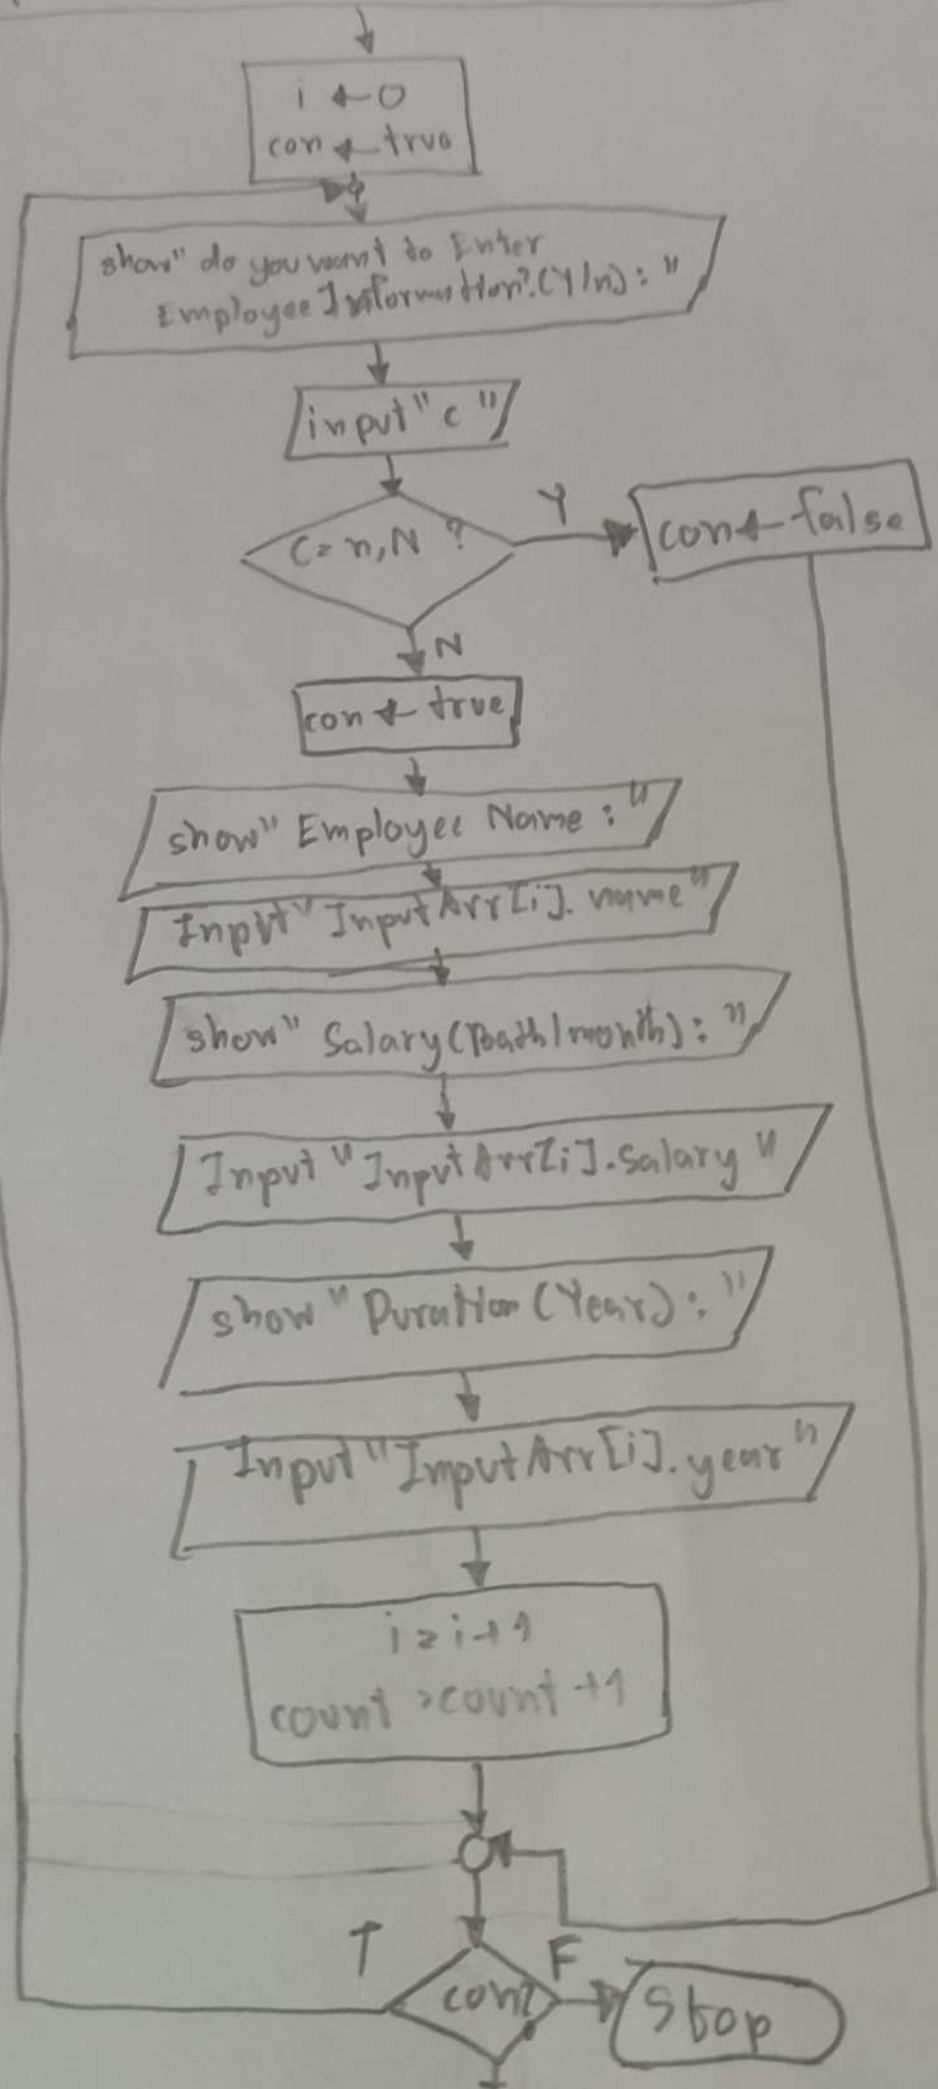 i ← 0
con ← true
show" do you want to Enter
Employee Information?(Y/n): "
input" c "
c= n,N ?
Y
con← false
N
con ← true
show" Employee Name : "
Input" InputArr[i]. name"
show" Salary(Bath/month): "
Input "InputArr[i].salary "
show "Duration (Year): "
Input "InputArr[i].year"
i = i+1
count =count +1
T
F
con?
Stop